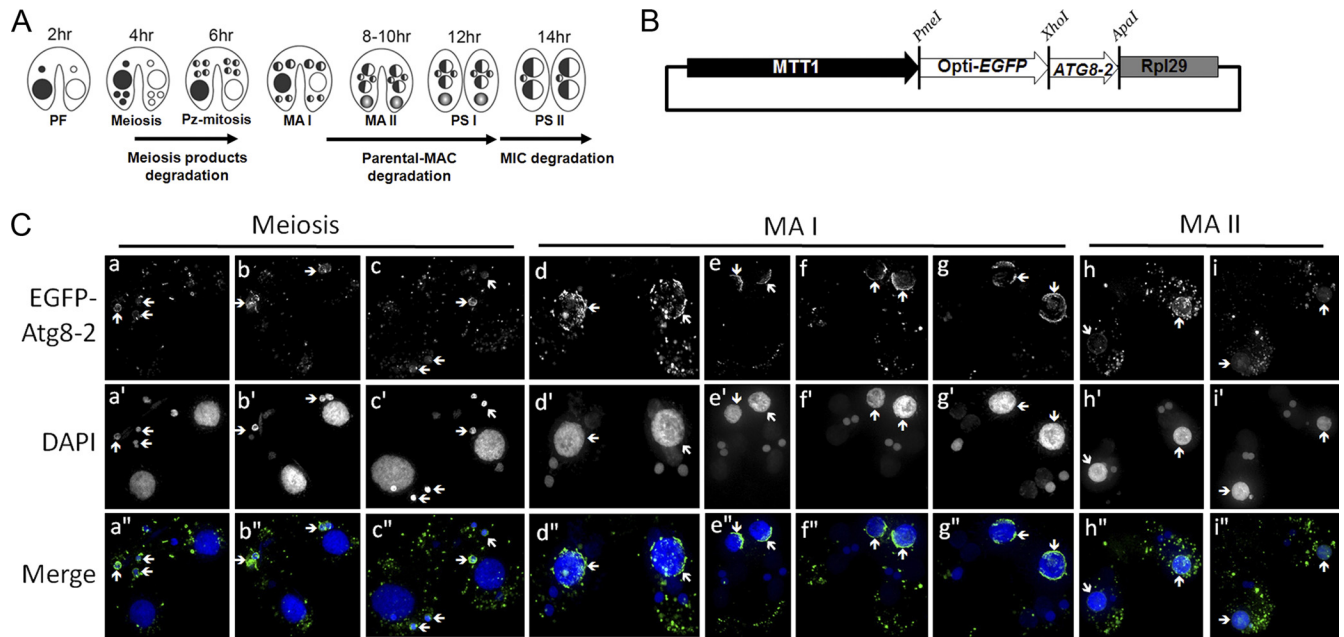 A
2hr 4hr 6hr 8-10hr 12hr 14hr
PF Meiosis Pz-mitosis MA I MA II PS I PS II
Meiosis products
degradation
Parental-MAC
degradation
MIC degradation
B
PmeI XhoI ApaI
MTT1 Opti-EGFP ATG8-2 Rpl29
C
Meiosis MA I MA II
EGFP-
Atg8-2
a b c d e f g h i
DAPI
a' b' c' d' e' f' g' h' i'
Merge
a" b" c" d" e" f" g" h" i"